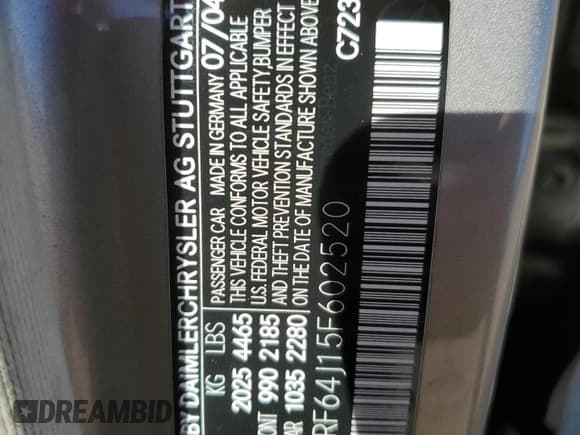 BY DAIMLERCHRYSLER AG STUTTGART
KG LBS PASSENGER CAR MADE IN GERMANY 07/04
2025 4465 THIS VEHICLE CONFORMS TO ALL APPLICABLE
ONT 990 2185 U.S. FEDERAL MOTOR VEHICLE SAFETY, BUMPER
AR 1035 2280 AND THEFT PREVENTION STANDARDS IN EFFECT
ON THE DATE OF MANUFACTURE SHOWN ABOVE
RF64J15F602520
C723
DREAMBID